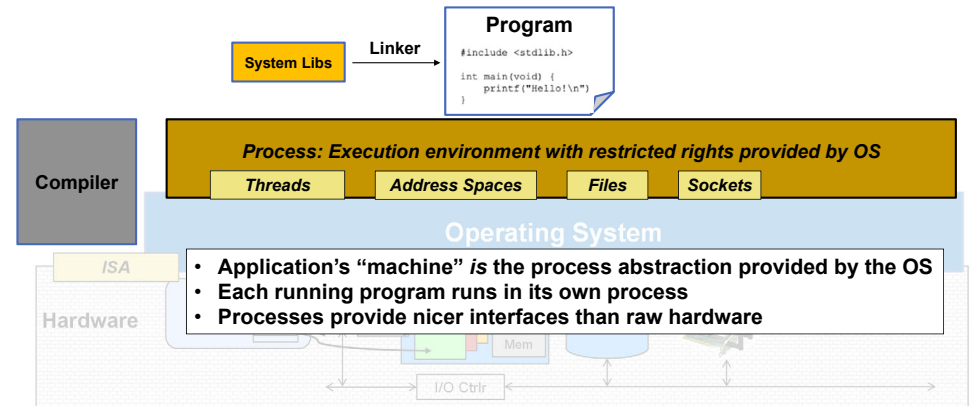 Program
#include <stdlib.h>
int main(void) {
printf("Hello!\n")
}
Linker
System Libs
Compiler
Process: Execution environment with restricted rights provided by OS
Threads
Address Spaces
Files
Sockets
Operating System
ISA
• Application's “machine” is the process abstraction provided by the OS
• Each running program runs in its own process
• Processes provide nicer interfaces than raw hardware
Hardware
Mem
I/O Ctrlr